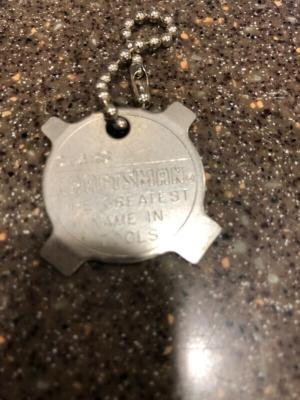 CRAFTSMAN
THE GREATEST
NAME IN
TOOLS